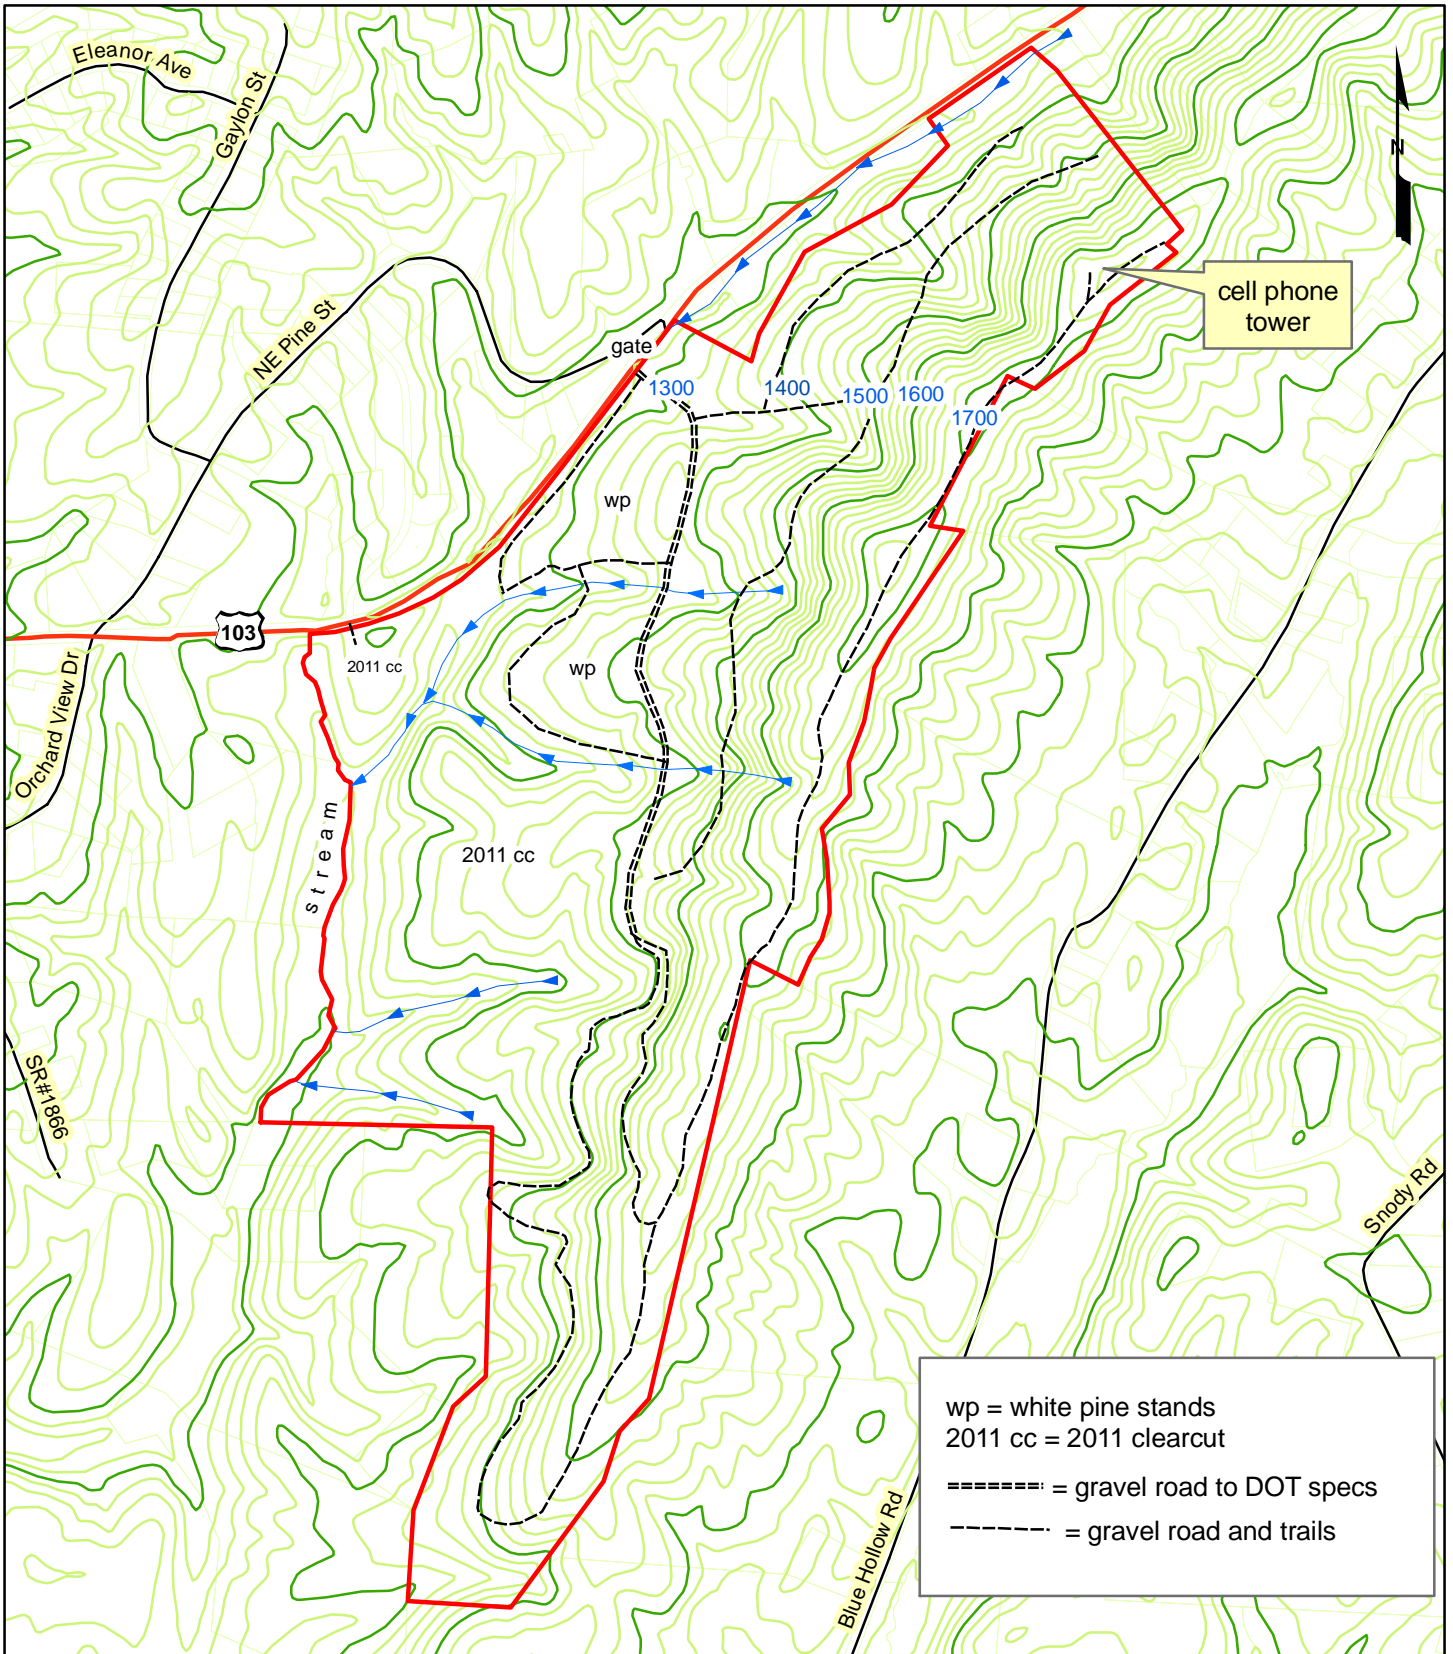 Eleanor Ave
Gaylon St
N
cell phone
tower
NE Pine St
gate
1300
1400
1500
1600
1700
wp
103
2011 cc
wp
Orchard View Dr
stream
2011 cc
SR#1866
Snody Rd
Blue Hollow Rd
wp = white pine stands
2011 cc = 2011 clearcut
= gravel road to DOT specs
= gravel road and trails